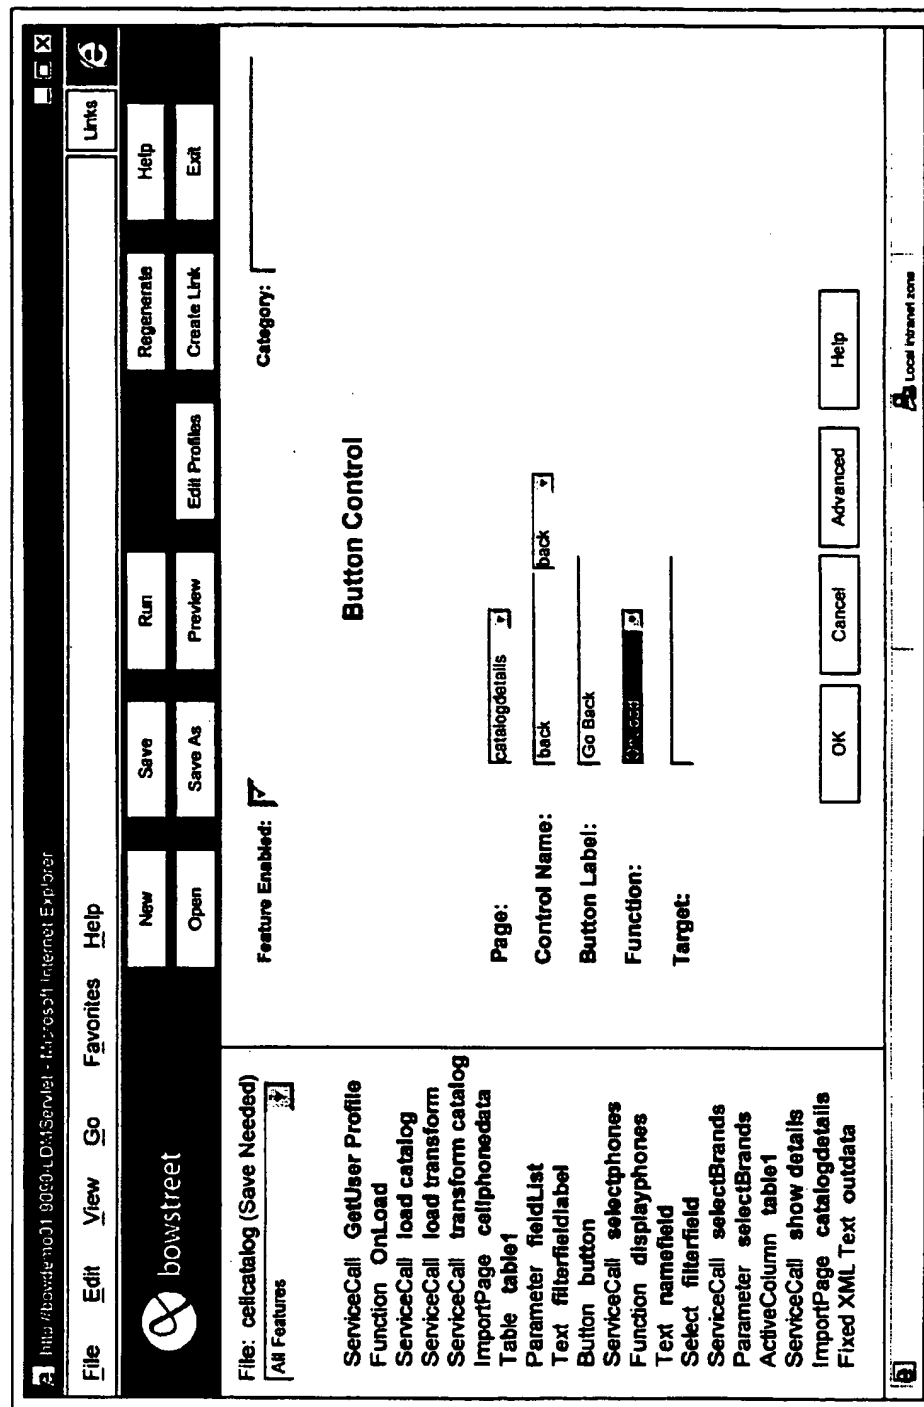 http://bowdemo01 9090/LDM/Servlet - Microsoft Internet Explorer
File Edit View Go Favorites Help
Links
bowstreet
New Save Run Regenerate Help
Open Save As Preview Edit Profiles Create Link Exit
File: cellcatalog (Save Needed)
All Features
ServiceCall GetUser Profile
Function OnLoad
ServiceCall load catalog
ServiceCall load transform
ServiceCall transform catalog
ImportPage cellphonedata
Table table1
Parameter fieldList
Text filterfieldlabel
Button button
ServiceCall selectphones
Function displayphones
Text namefield
Select filterfield
ServiceCall selectBrands
Parameter selectBrands
ActiveColumn table1
ServiceCall show details
ImportPage catalogdetails
Fixed XML Text outdata
Feature Enabled:
Category:
Button Control
Page: catalogdetails
Control Name: back back
Button Label: Go Back
Function:
Target:
OK Cancel Advanced Help
Local intranet zone